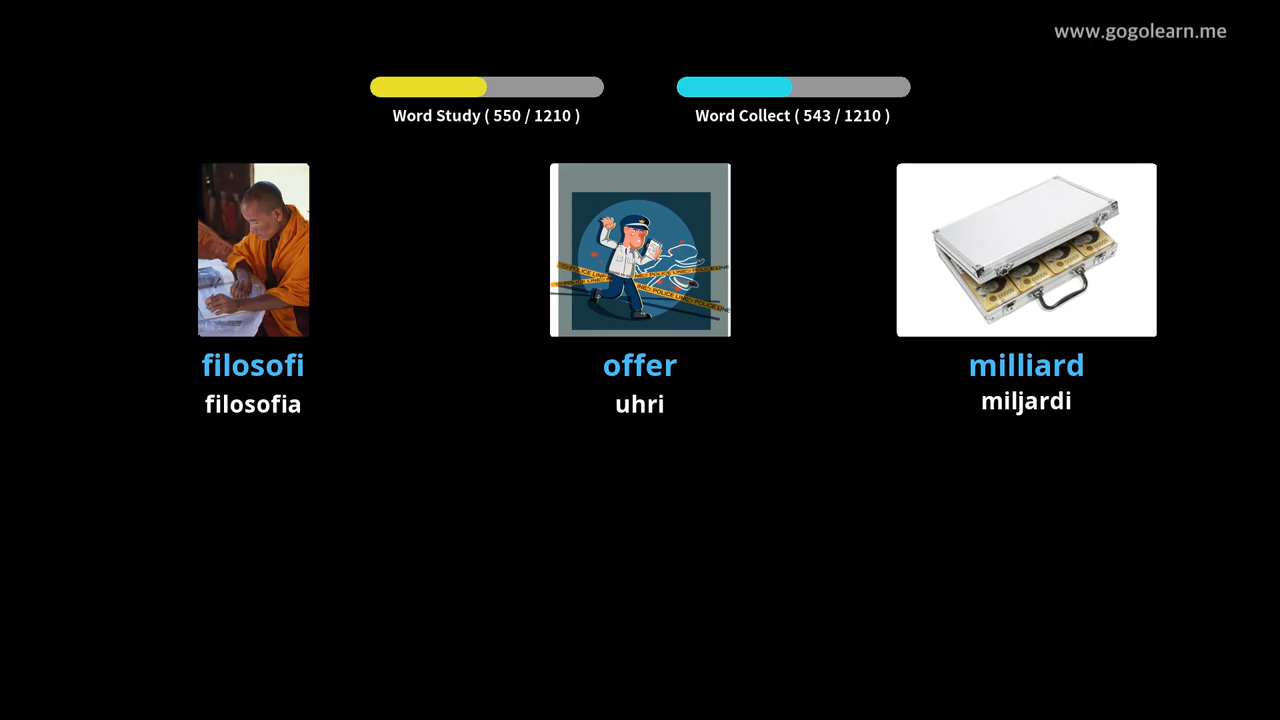 www.gogolearn.me
Word Study ( 550 / 1210 )
Word Collect ( 543 / 1210 )
filosofi
filosofia
offer
uhri
milliard
miljardi